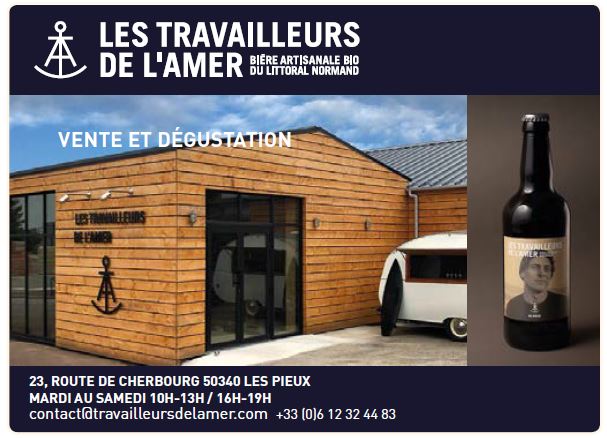 LES TRAVAILLEURS
DE L'AMER
BIÈRE ARTISANALE BIO
DU LITTORAL NORMAND
VENTE ET DÉGUSTATION
LES TRAVAILLEURS
DE L'AMER
LES TRAVAILLEURS
DE L'AMER
23, ROUTE DE CHERBOURG 50340 LES PIEUX
MARDI AU SAMEDI 10H-13H / 16H-19H
contact@travailleursdelamer.com +33 (0)6 12 32 44 83